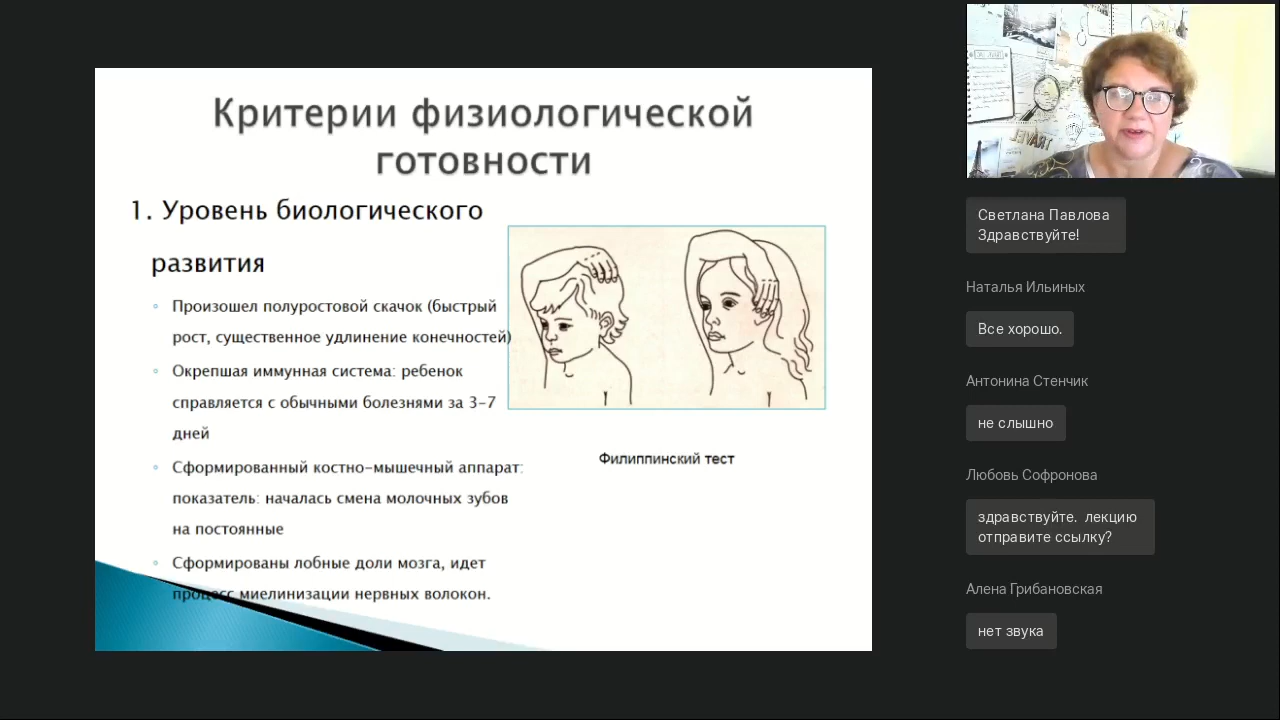 Критерии физиологической
готовности
1. Уровень биологического
развития
Произошел полуростовой скачок (быстрый
рост, существенное удлинение конечностей)
Окрепшая иммунная система: ребенок
справляется с обычными болезнями за 3-7
дней
Сформированный костно-мышечный аппарат:
показатель: началась смена молочных зубов
на постоянные
Сформированы лобные доли мозга, идет
процесс миелинизации нервных волокон.
Филиппинский тест
TRAVEL
Светлана Павлова
Здравствуйте!
Наталья Ильиных
Все хорошо.
Антонина Стенчик
не слышно
Любовь Софронова
здравствуйте. лекцию
отправите ссылку?
Алена Грибановская
нет звука